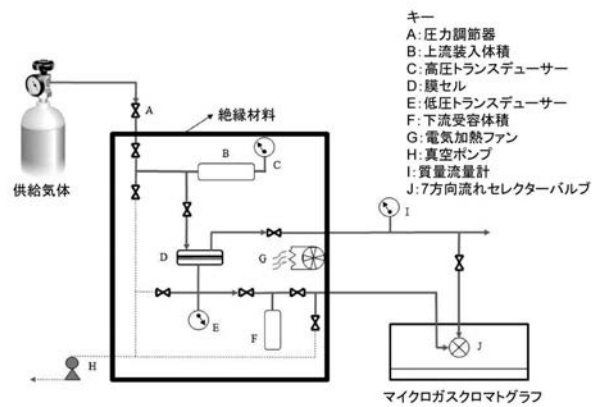 キー
A:圧力調節器
B:上流装入体積
C:高圧トランスデューサー
D:膜セル
E:低圧トランスデューサー
F:下流受容体積
G:電気加熱ファン
H:真空ポンプ
I:質量流量計
J:7方向流れセレクターバルブ
A
絶縁材料
B
C
供給気体
I
D
G
E
F
J
H
マイクロガスクロマトグラフ